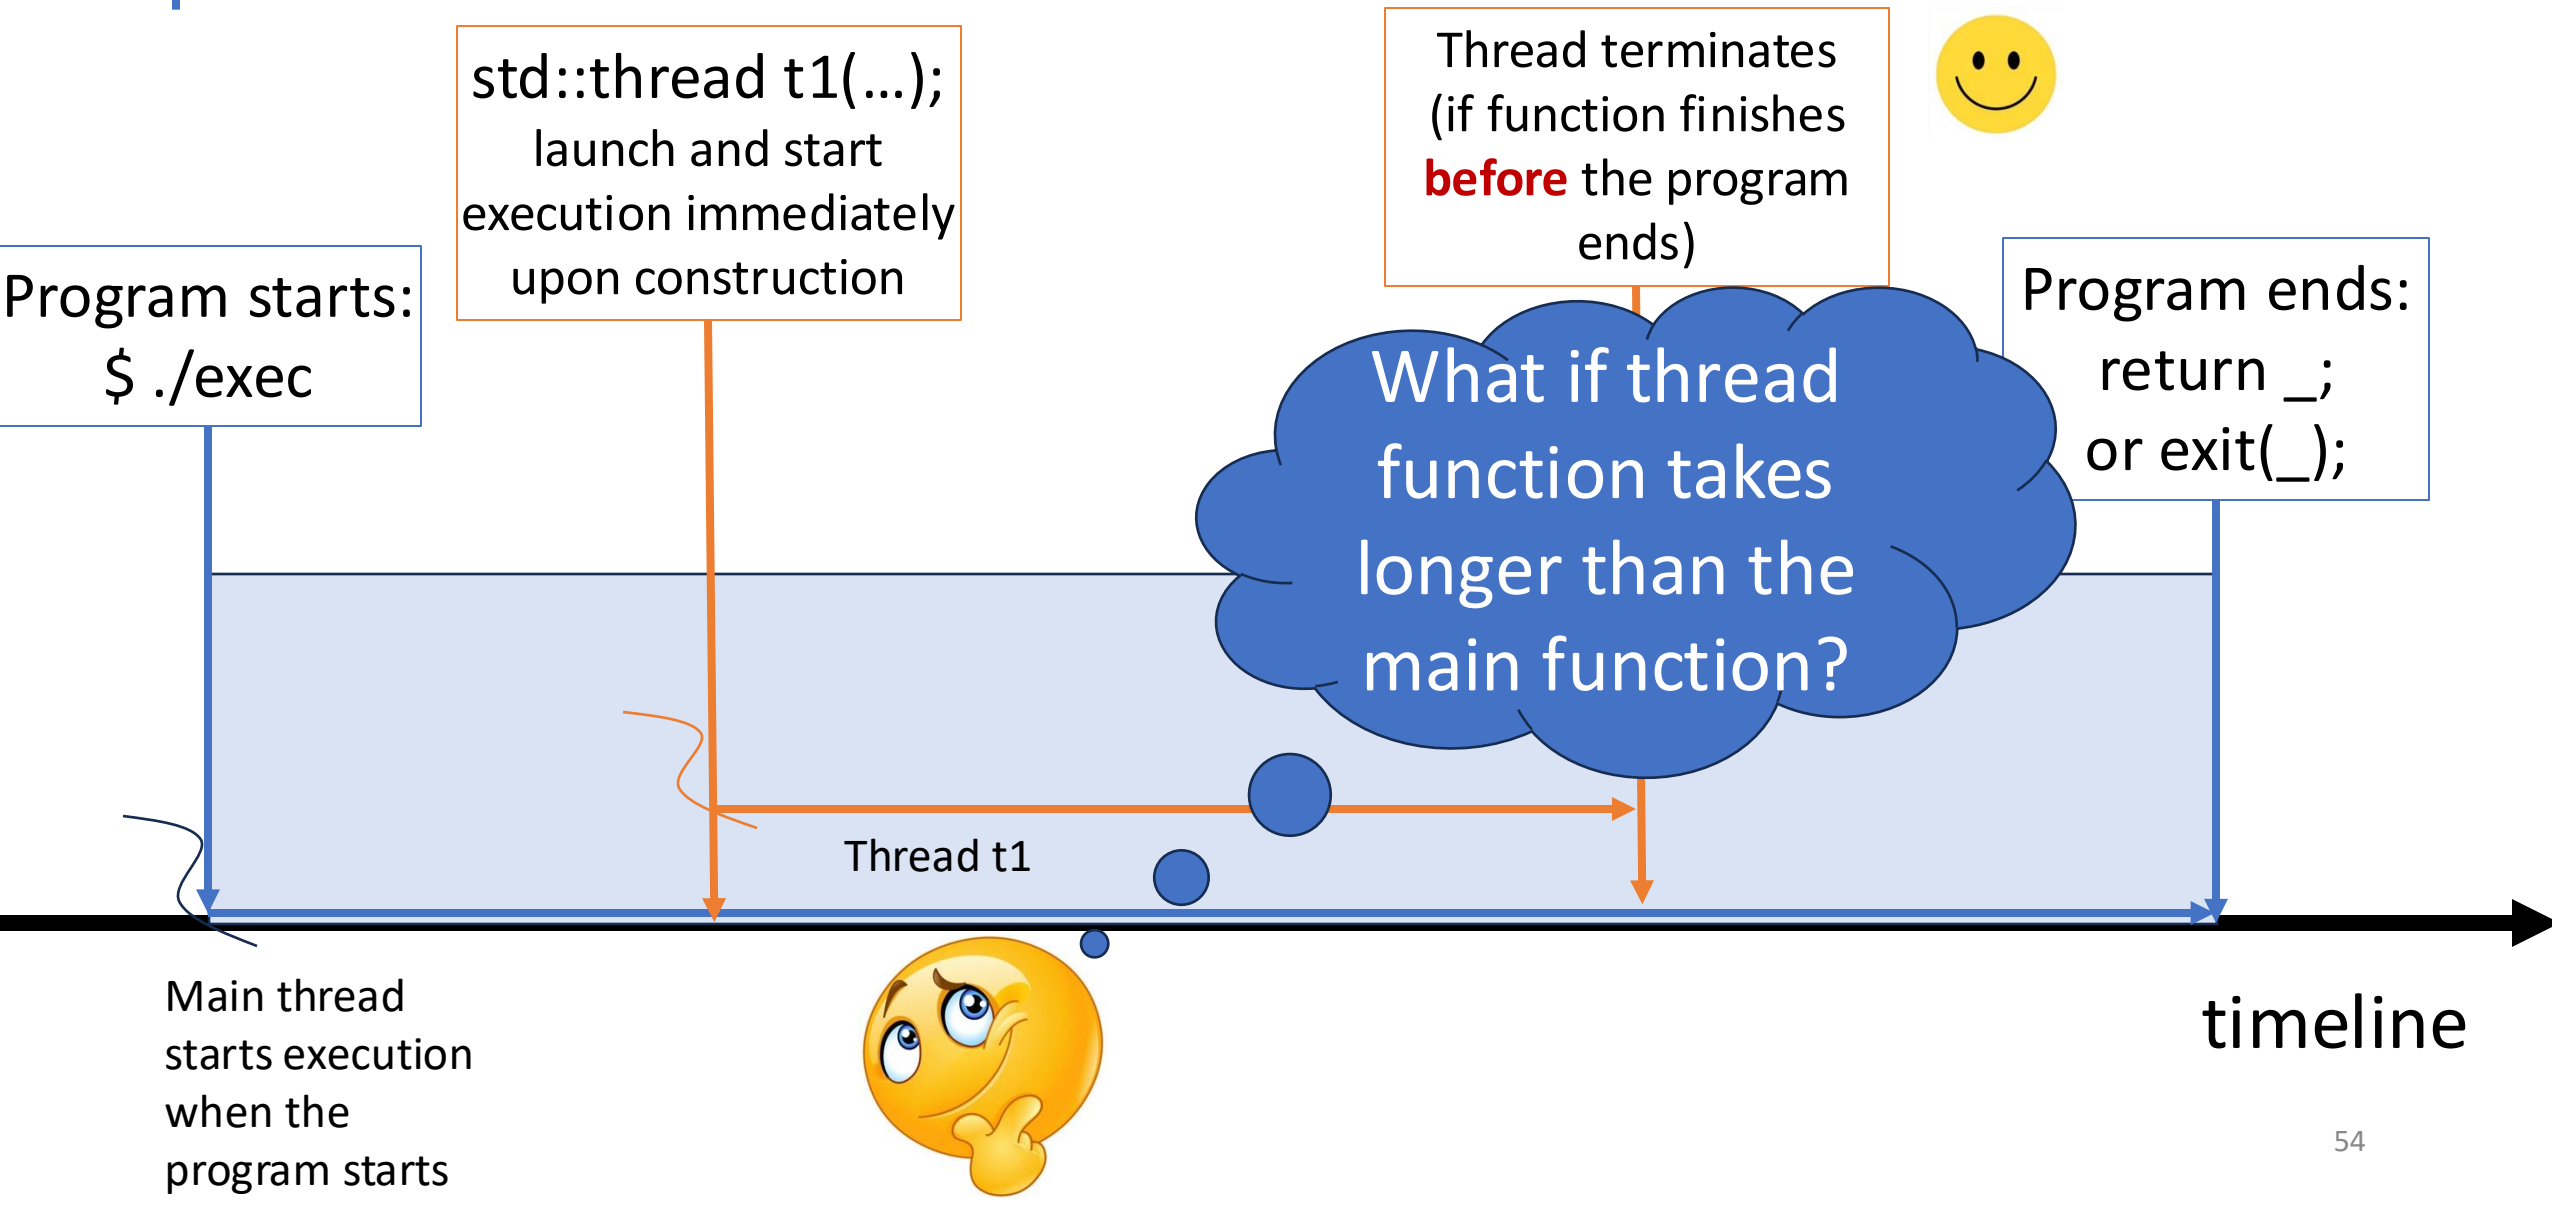 std::thread t1(...);
launch and start
execution immediately
upon construction
Thread terminates
(if function finishes
before the program
ends)
Program starts:
$ ./exec
Program ends:
return _;
or exit(_);
What if thread
function takes
longer than the
main function?
Thread t1
Main thread
starts execution
when the
program starts
timeline
54